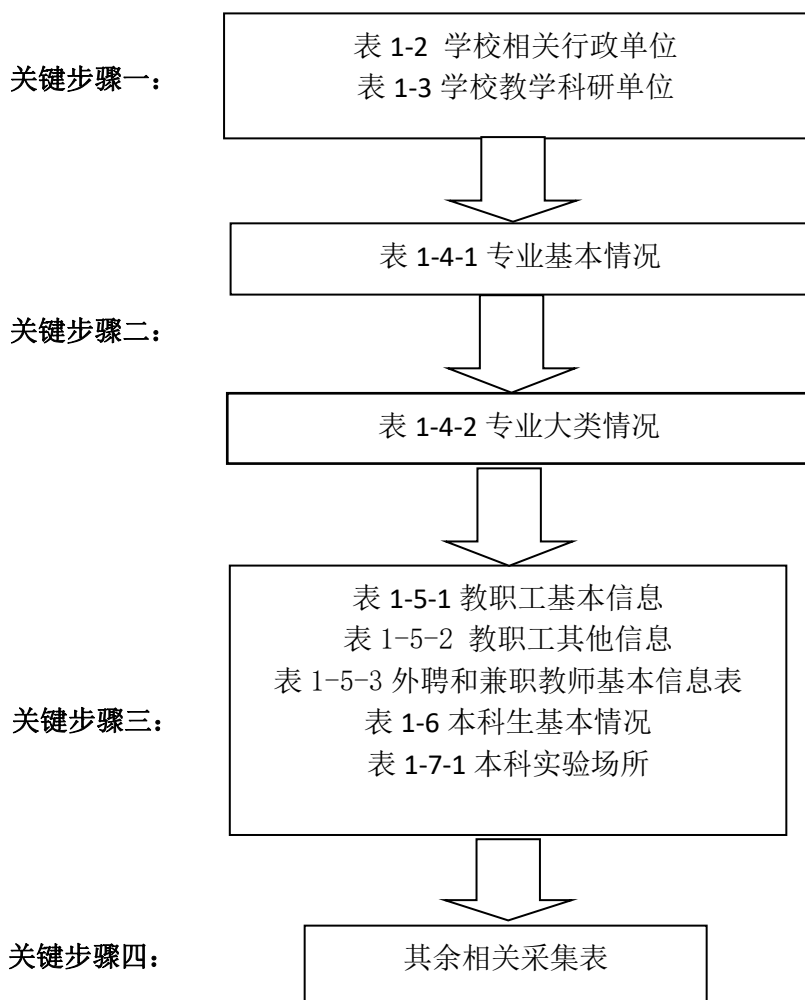 表 1-2 学校相关行政单位
关键步骤一：
表 1-3 学校教学科研单位
表 1-4-1 专业基本情况
关键步骤二：
表 1-4-2 专业大类情况
表 1-5-1 教职工基本信息
表 1-5-2 教职工其他信息
表 1-5-3 外聘和兼职教师基本信息表
关键步骤三：
表 1-6 本科生基本情况
表 1-7-1 本科实验场所
关键步骤四：
其余相关采集表